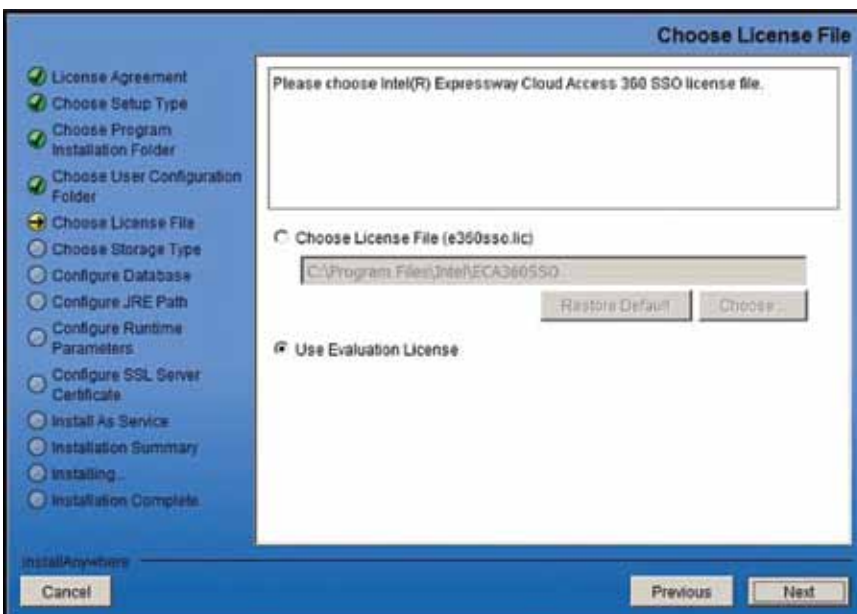 Choose License File
License Agreement
Choose Setup Type
Choose Program
Installation Folder
Choose User Configuration
Folder
Choose License File
Choose Storage Type
Configure Database
Configure JRE Path
Configure Runtime
Parameters
Configure SSL Server
Certificate
Install As Service
Installation Summary
Installing...
Installation Complete
Please choose Intel(R) Expressway Cloud Access 360 SSO license file.
Choose License File (e360sso.lic)
C:\Program Files\Intel\ECA360SSO
Restore Default
Choose...
Use Evaluation License
InstallAnywhere
Cancel
Previous
Next